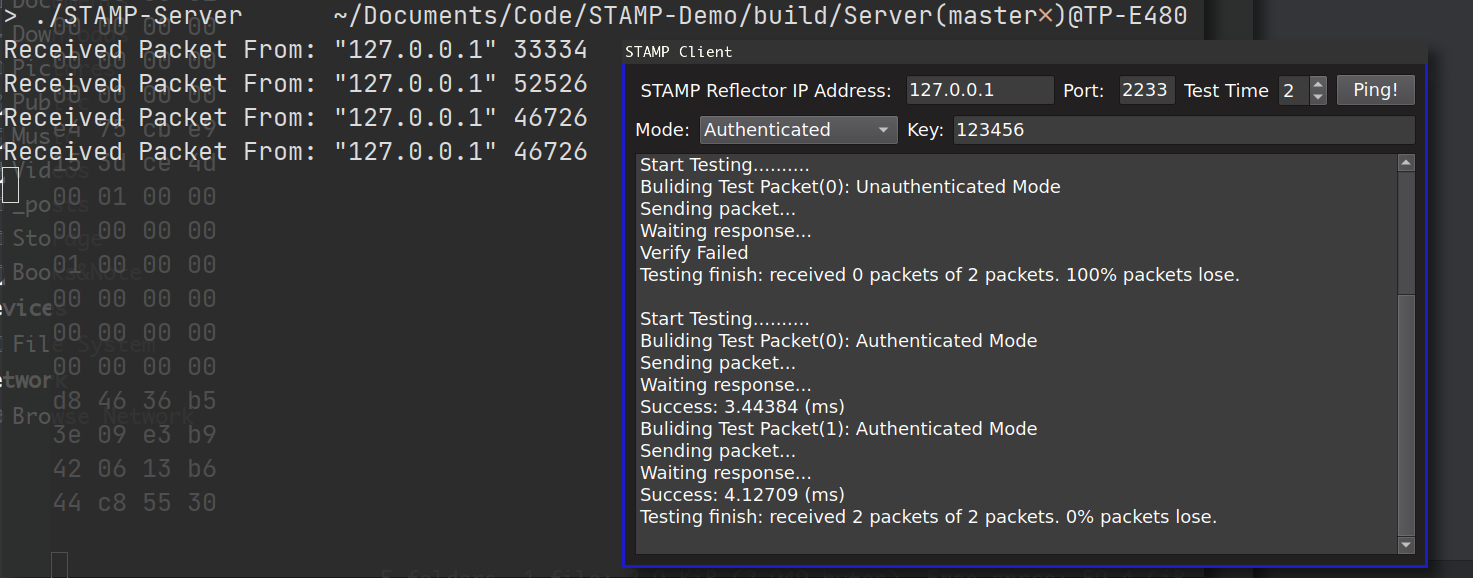 > ./STAMP-Server ~/Documents/Code/STAMP-Demo/build/Server(master×)@TP-E480
Received Packet From: "127.0.0.1" 33334
Received Packet From: "127.0.0.1" 52526
Received Packet From: "127.0.0.1" 46726
Received Packet From: "127.0.0.1" 46726
00 01 00 00
00 00 00 00
01 00 00 00
00 00 00 00
00 00 00 00
00 00 00 00
d8 46 36 b5
3e 09 e3 b9
42 06 13 b6
44 c8 55 30
File System
Browse Network
STAMP Client
STAMP Reflector IP Address: 127.0.0.1 Port: 2233 Test Time 2 Ping!
Mode: Authenticated Key: 123456
Start Testing..........
Buliding Test Packet(0): Unauthenticated Mode
Sending packet...
Waiting response...
Verify Failed
Testing finish: received 0 packets of 2 packets. 100% packets lose.
Start Testing..........
Buliding Test Packet(0): Authenticated Mode
Sending packet...
Waiting response...
Success: 3.44384 (ms)
Buliding Test Packet(1): Authenticated Mode
Sending packet...
Waiting response...
Success: 4.12709 (ms)
Testing finish: received 2 packets of 2 packets. 0% packets lose.